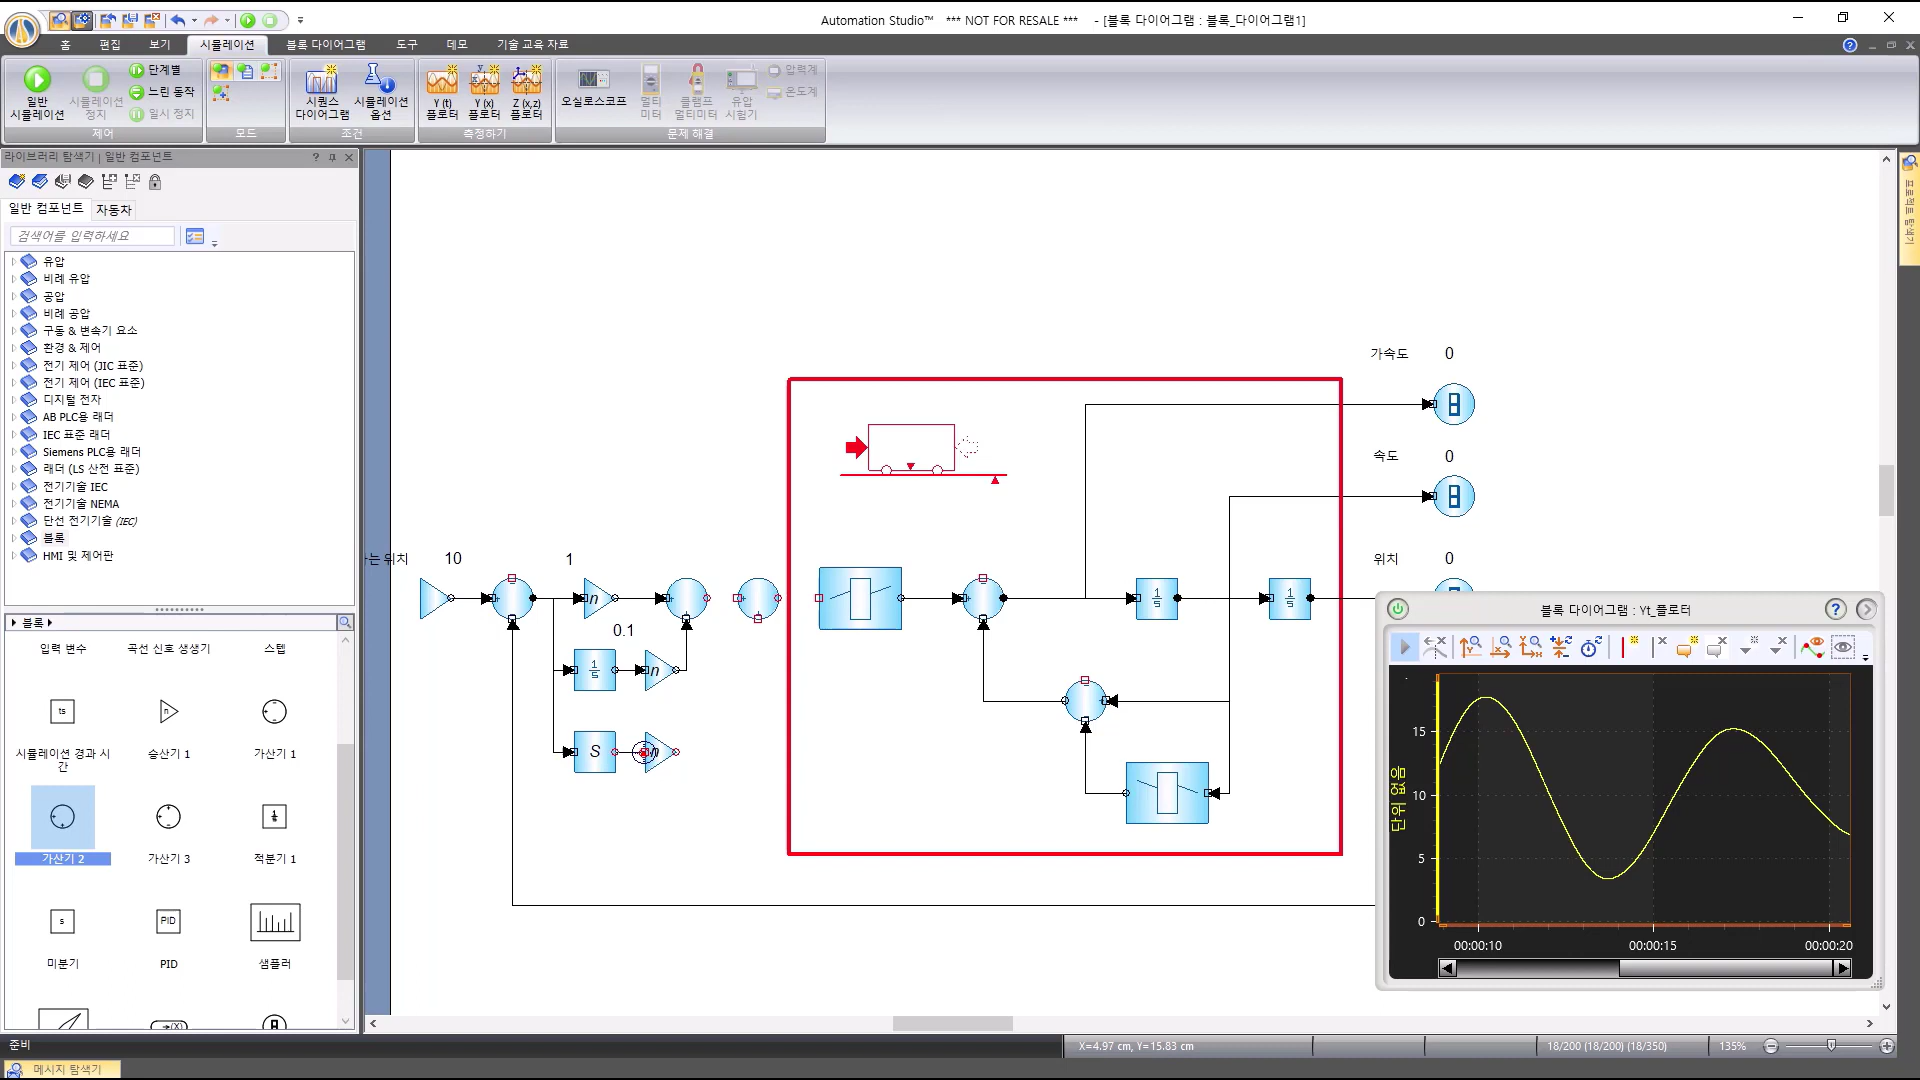 Automation Studio™ *** NOT FOR RESALE *** - [블록 다이어그램 : 블록_다이어그램1]
홈 편집 보기 시뮬레이션 블록 다이어그램 도구 데모 기술 교육 자료
일반 시뮬레이션
시뮬레이션 정지
단계별
느린 동작
일시 정지
제어
모드
시퀀스 다이어그램
시뮬레이션 옵션
조건
Y (t) 플로터
Y (x) 플로터
Z (x,z) 플로터
측정하기
오실로스코프
멀티 미터
클램프 멀티미터
유압 시험기
압력계
온도계
문제 해결
라이브러리 탐색기 | 일반 컴포넌트
일반 컴포넌트 자동차
검색어를 입력하세요
유압
비례 유압
공압
비례 공압
구동 & 변속기 요소
환경 & 제어
전기 제어 (JIC 표준)
전기 제어 (IEC 표준)
디지털 전자
AB PLC용 래더
IEC 표준 래더
Siemens PLC용 래더
래더 (LS 산전 표준)
전기기술 IEC
전기기술 NEMA
단선 전기기술 (IEC)
블록
HMI 및 제어판
블록
입력 변수 곡선 신호 생성기 스텝
ts n
시뮬레이션 경과 시간 승산기 1 가산기 1
가산기 2 가산기 3 적분기 1
s PID
미분기 PID 샘플러
준비
메시지 탐색기
프로젝트 탐색기
가속도 0
속도 0
는 위치 10 1 위치 0
n
0.1
1/s 1/s
1/s n
S n
블록 다이어그램 : Yt_플로터
단위 없음
15
10
5
0
00:00:10 00:00:15 00:00:20
X=4.97 cm, Y=15.83 cm 18/200 (18/200) (18/350) 135%